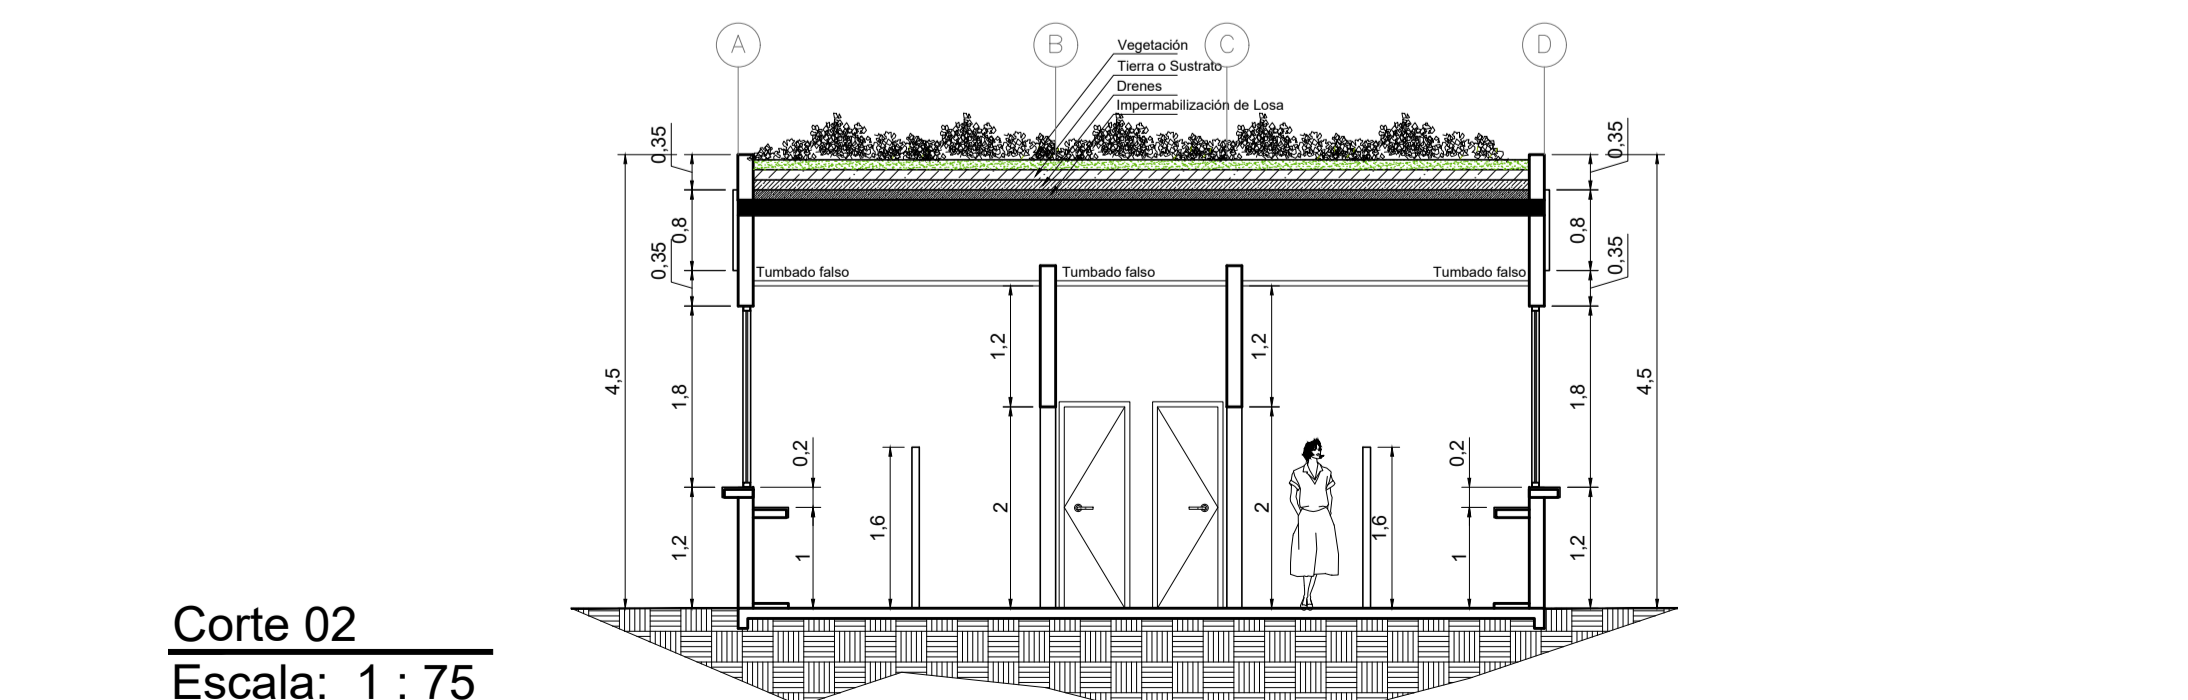 A
B
C
D
Vegetación
Tierra o Sustrato
Drenes
Impermabilización de Losa
0,35
0,35
0,8
0,8
0,35
0,35
Tumbado falso
Tumbado falso
Tumbado falso
1,2
1,2
4,5
1,8
1,8
4,5
0,2
0,2
1,6
2
2
1,6
1,2
1
1
1,2
Corte 02
Escala: 1 : 75